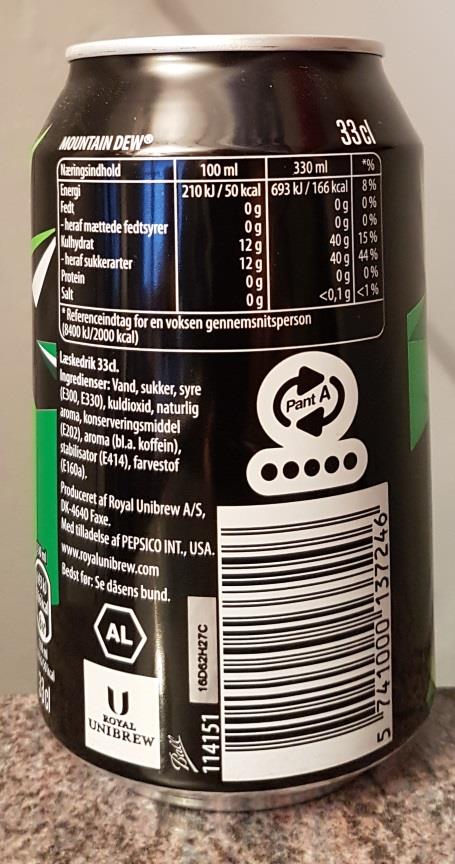 MOUNTAIN DEW® 33cl
Næringsindhold 100 ml 330 ml *%
Energi 210 kJ / 50 kcal 693 kJ / 166 kcal 8%
Fedt 0 g 0 g 0%
- heraf mættede fedtsyrer 0 g 0 g 0%
Kulhydrat 12 g 40 g 15%
- heraf sukkerarter 12 g 40 g 44%
Protein 0 g 0 g 0%
Salt 0 g <0,1 g <1%
* Referenceindtag for en voksen gennemsnitsperson
(8400 kJ/2000 kcal)
Læskedrik 33cl.
Ingredienser: Vand, sukker, syre
(E300, E330), kuldioxid, naturlig
aroma, konserveringsmiddel
(E202), aroma (bl.a. koffein),
stabilisator (E414), farvestof
(E160a).
Produceret af Royal Unibrew A/S,
DK-4640 Faxe.
Med tilladelse af PEPSICO INT., USA.
www.royalunibrew.com
Bedst før: Se dåsens bund.
Pant A
AL
U
ROYAL
UNIBREW
Ball
114151
16D62H27C
5 741000 137246
33cl